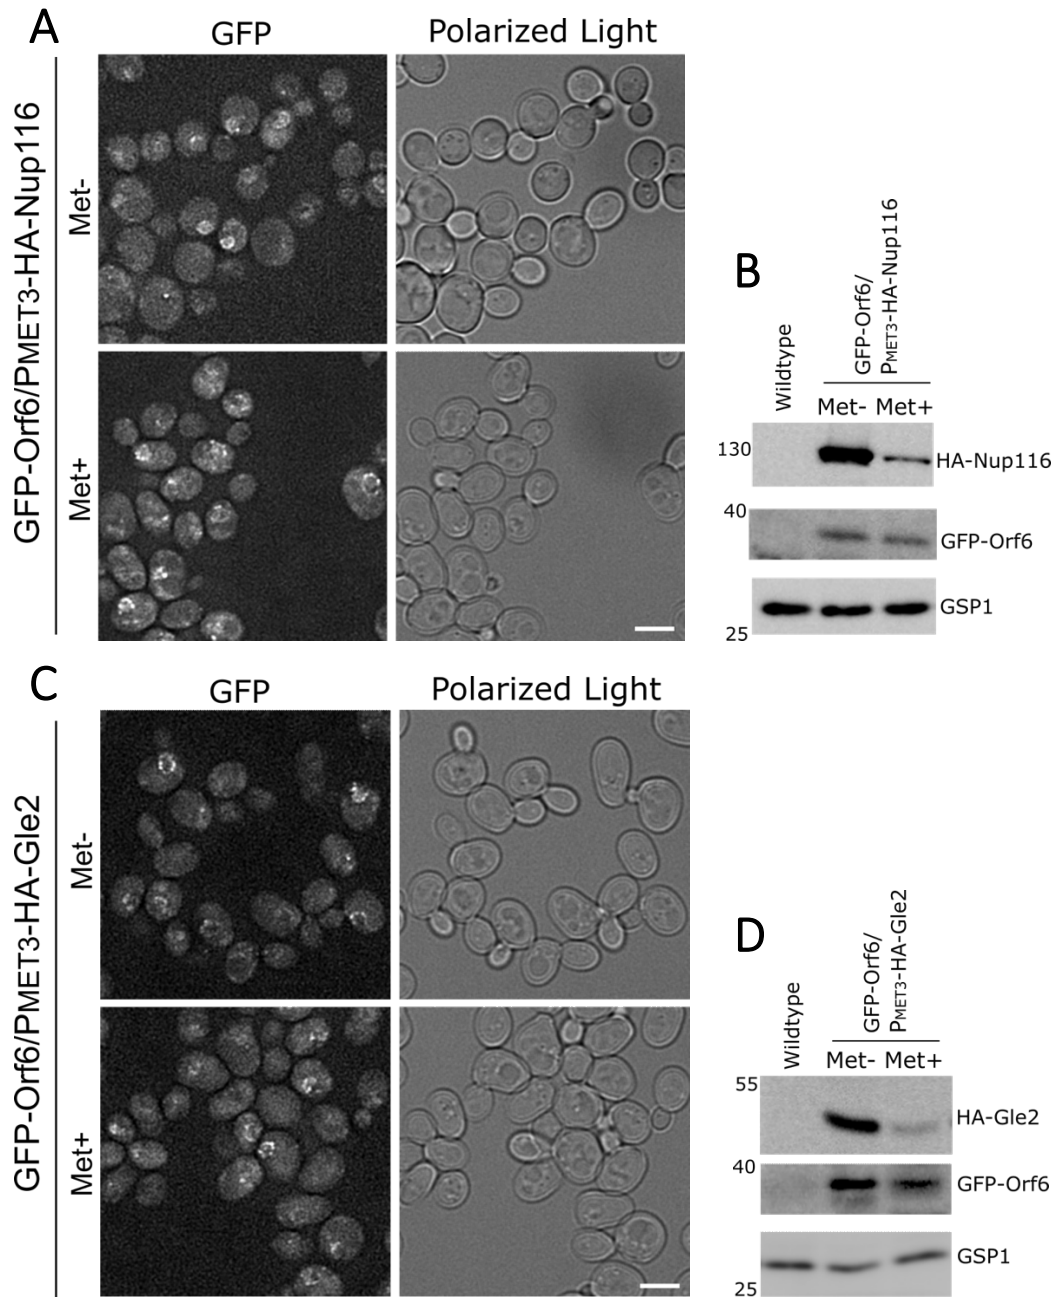 A
GFP
Polarized Light
GFP-Orf6/PMET3-HA-Nup116
Met-
Met+
B
Wildtype
GFP-Orf6/
PMET3-HA-Nup116
Met- Met+
130
HA-Nup116
40
GFP-Orf6
GSP1
25
C
GFP
Polarized Light
GFP-Orf6/PMET3-HA-Gle2
Met-
Met+
D
Wildtype
GFP-Orf6/
PMET3-HA-Gle2
Met- Met+
55
HA-Gle2
40
GFP-Orf6
GSP1
25